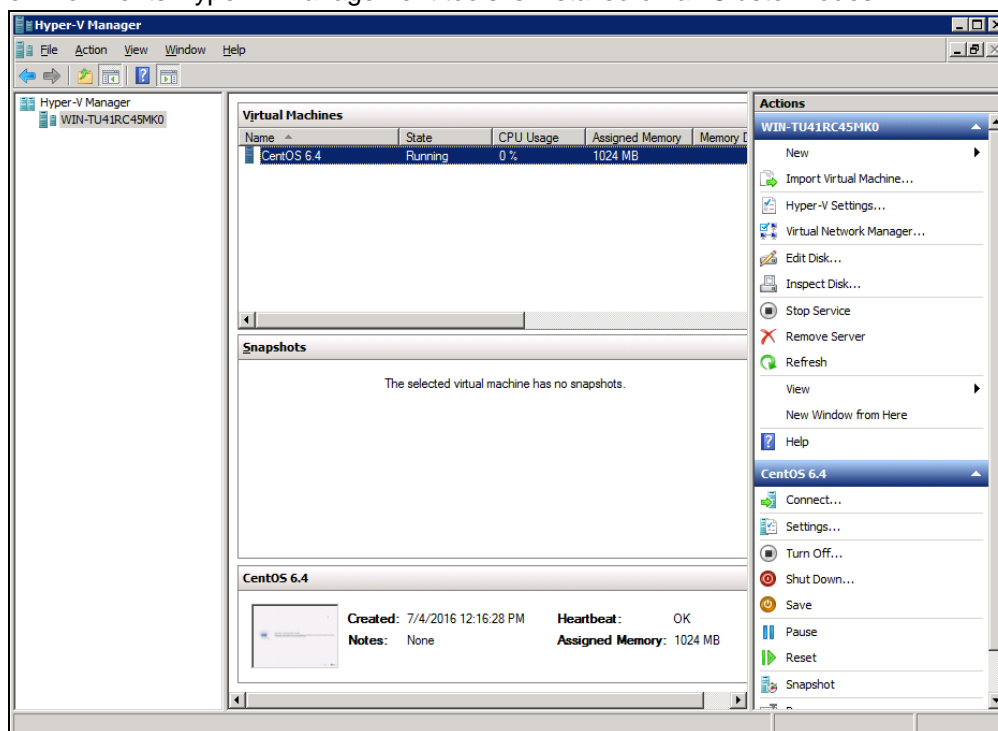 Hyper-V Manager
File Action View Window Help
Hyper-V Manager
WIN-TU41RC45MK0
Virtual Machines
Name State CPU Usage Assigned Memory Memory D
CentOS 6.4 Running 0 % 1024 MB
Snapshots
The selected virtual machine has no snapshots.
CentOS 6.4
Created: 7/4/2016 12:16:28 PM Heartbeat: OK
Notes: None Assigned Memory: 1024 MB
Actions
WIN-TU41RC45MK0
New
Import Virtual Machine...
Hyper-V Settings...
Virtual Network Manager...
Edit Disk...
Inspect Disk...
Stop Service
Remove Server
Refresh
View
New Window from Here
Help
CentOS 6.4
Connect...
Settings...
Turn Off...
Shut Down...
Save
Pause
Reset
Snapshot